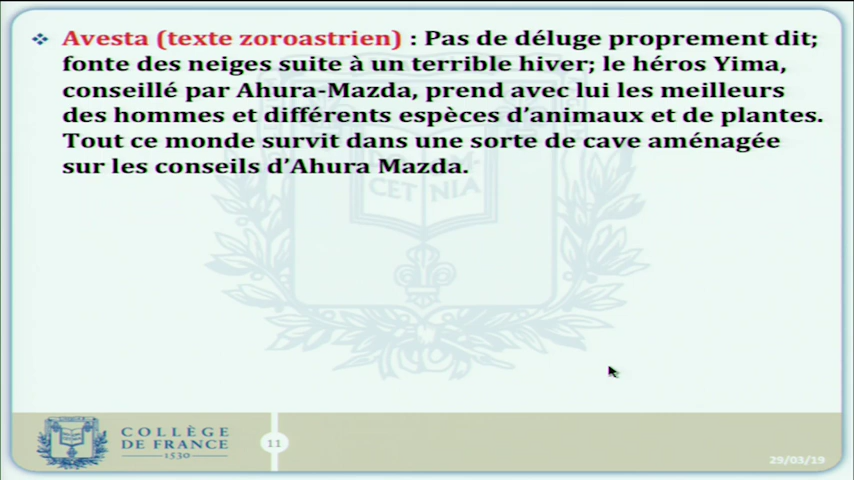 Avesta (texte zoroastrien) : Pas de déluge proprement dit;
fonte des neiges suite à un terrible hiver; le héros Yima,
conseillé par Ahura-Mazda, prend avec lui les meilleurs
des hommes et différents espèces d'animaux et de plantes.
Tout ce monde survit dans une sorte de cave aménagée
sur les conseils d'Ahura Mazda.
CET NIA
COLLÈGE
DE FRANCE
1530
11
29/03/19